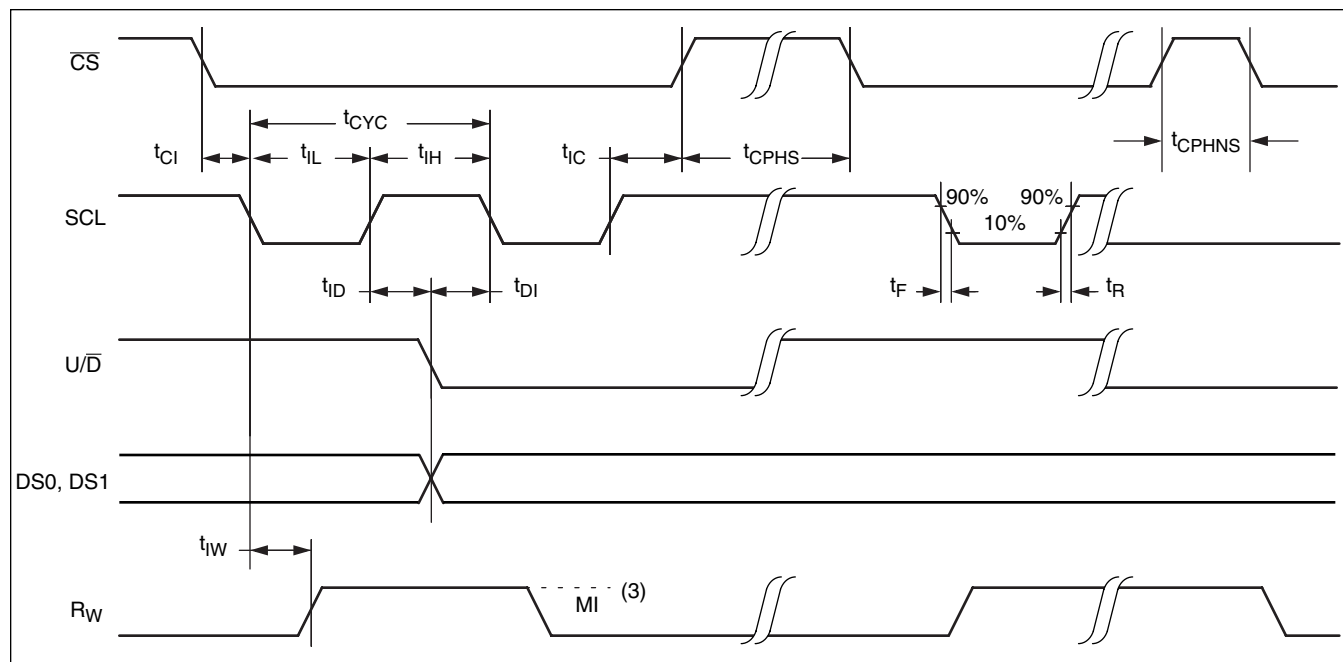 CS
tCYC
tCI tIL tIH tIC tCPHS tCPHNS
SCL 90% 90%
10%
tID tDI tF tR
U/D
DS0, DS1
tIW
RW MI (3)